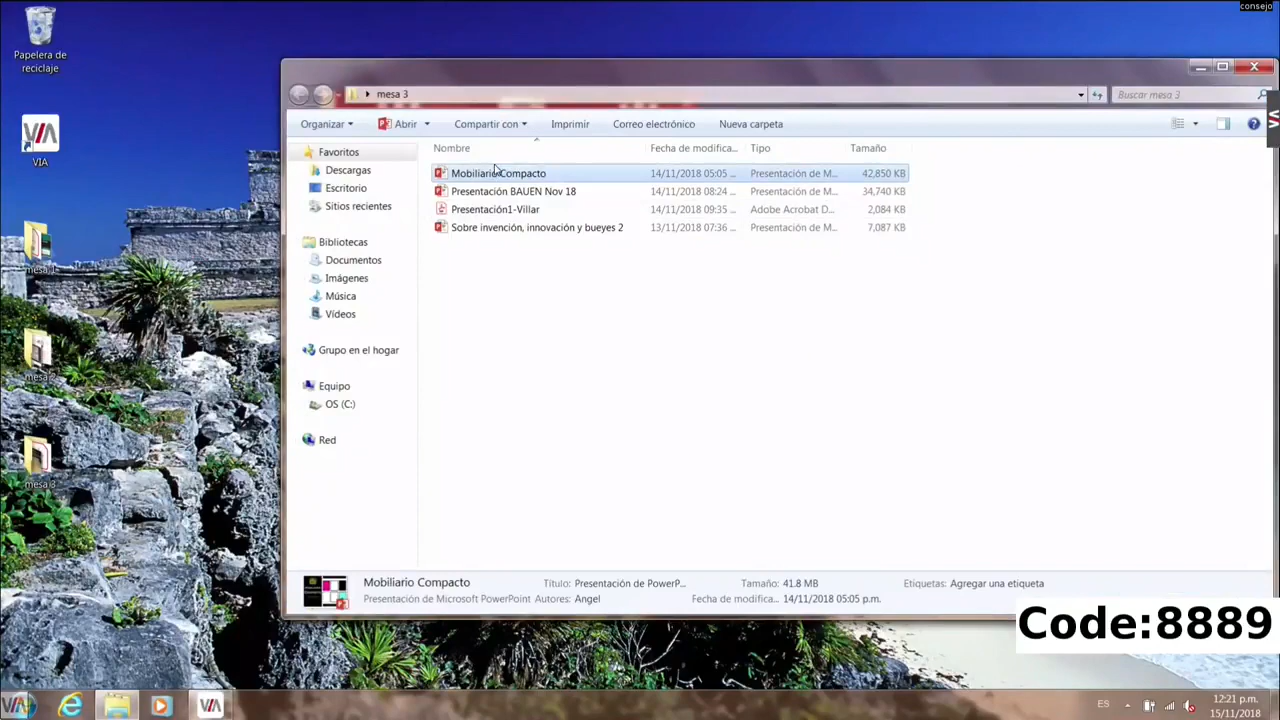 consejo
Papelera de
reciclaje
VIA
VIA
mesa 1
mesa 2
mesa 3
mesa 3
Buscar mesa 3
Organizar
Abrir
Compartir con
Imprimir
Correo electrónico
Nueva carpeta
Favoritos
Descargas
Escritorio
Sitios recientes
Bibliotecas
Documentos
Imágenes
Música
Vídeos
Grupo en el hogar
Equipo
OS (C:)
Red
Nombre Fecha de modifica... Tipo Tamaño
Mobiliario Compacto 14/11/2018 05:05 ... Presentación de M... 42,850 KB
Presentación BAUEN Nov 18 14/11/2018 08:24 ... Presentación de M... 34,740 KB
Presentación1-Villar 14/11/2018 09:35 ... Adobe Acrobat D... 2,084 KB
Sobre invención, innovación y bueyes 2 13/11/2018 07:36 ... Presentación de M... 7,087 KB
Mobiliario Compacto Título: Presentación de PowerP... Tamaño: 41.8 MB Etiquetas: Agregar una etiqueta
Presentación de Microsoft PowerPoint Autores: Angel Fecha de modifica... 14/11/2018 05:05 p.m.
Code:8889
VIA
VIA
ES
12:21 p.m.
15/11/2018